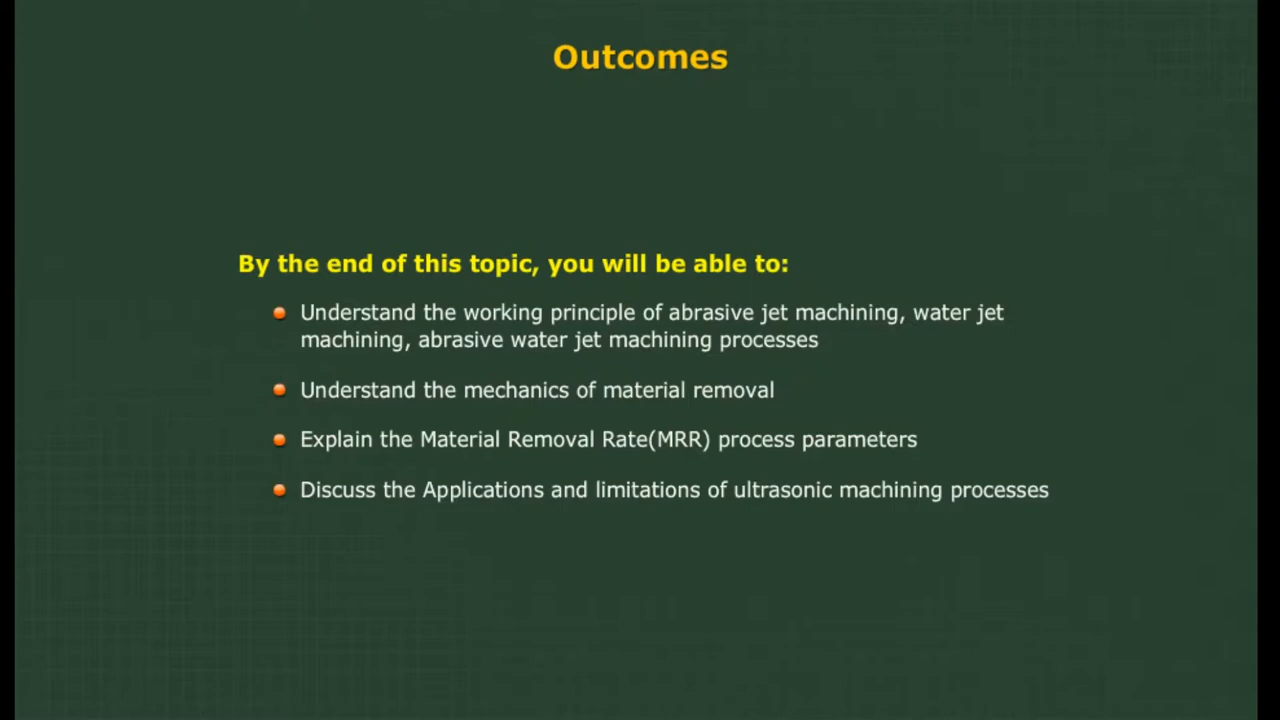 Outcomes
By the end of this topic, you will be able to:
Understand the working principle of abrasive jet machining, water jet
machining, abrasive water jet machining processes
Understand the mechanics of material removal
Explain the Material Removal Rate(MRR) process parameters
Discuss the Applications and limitations of ultrasonic machining processes